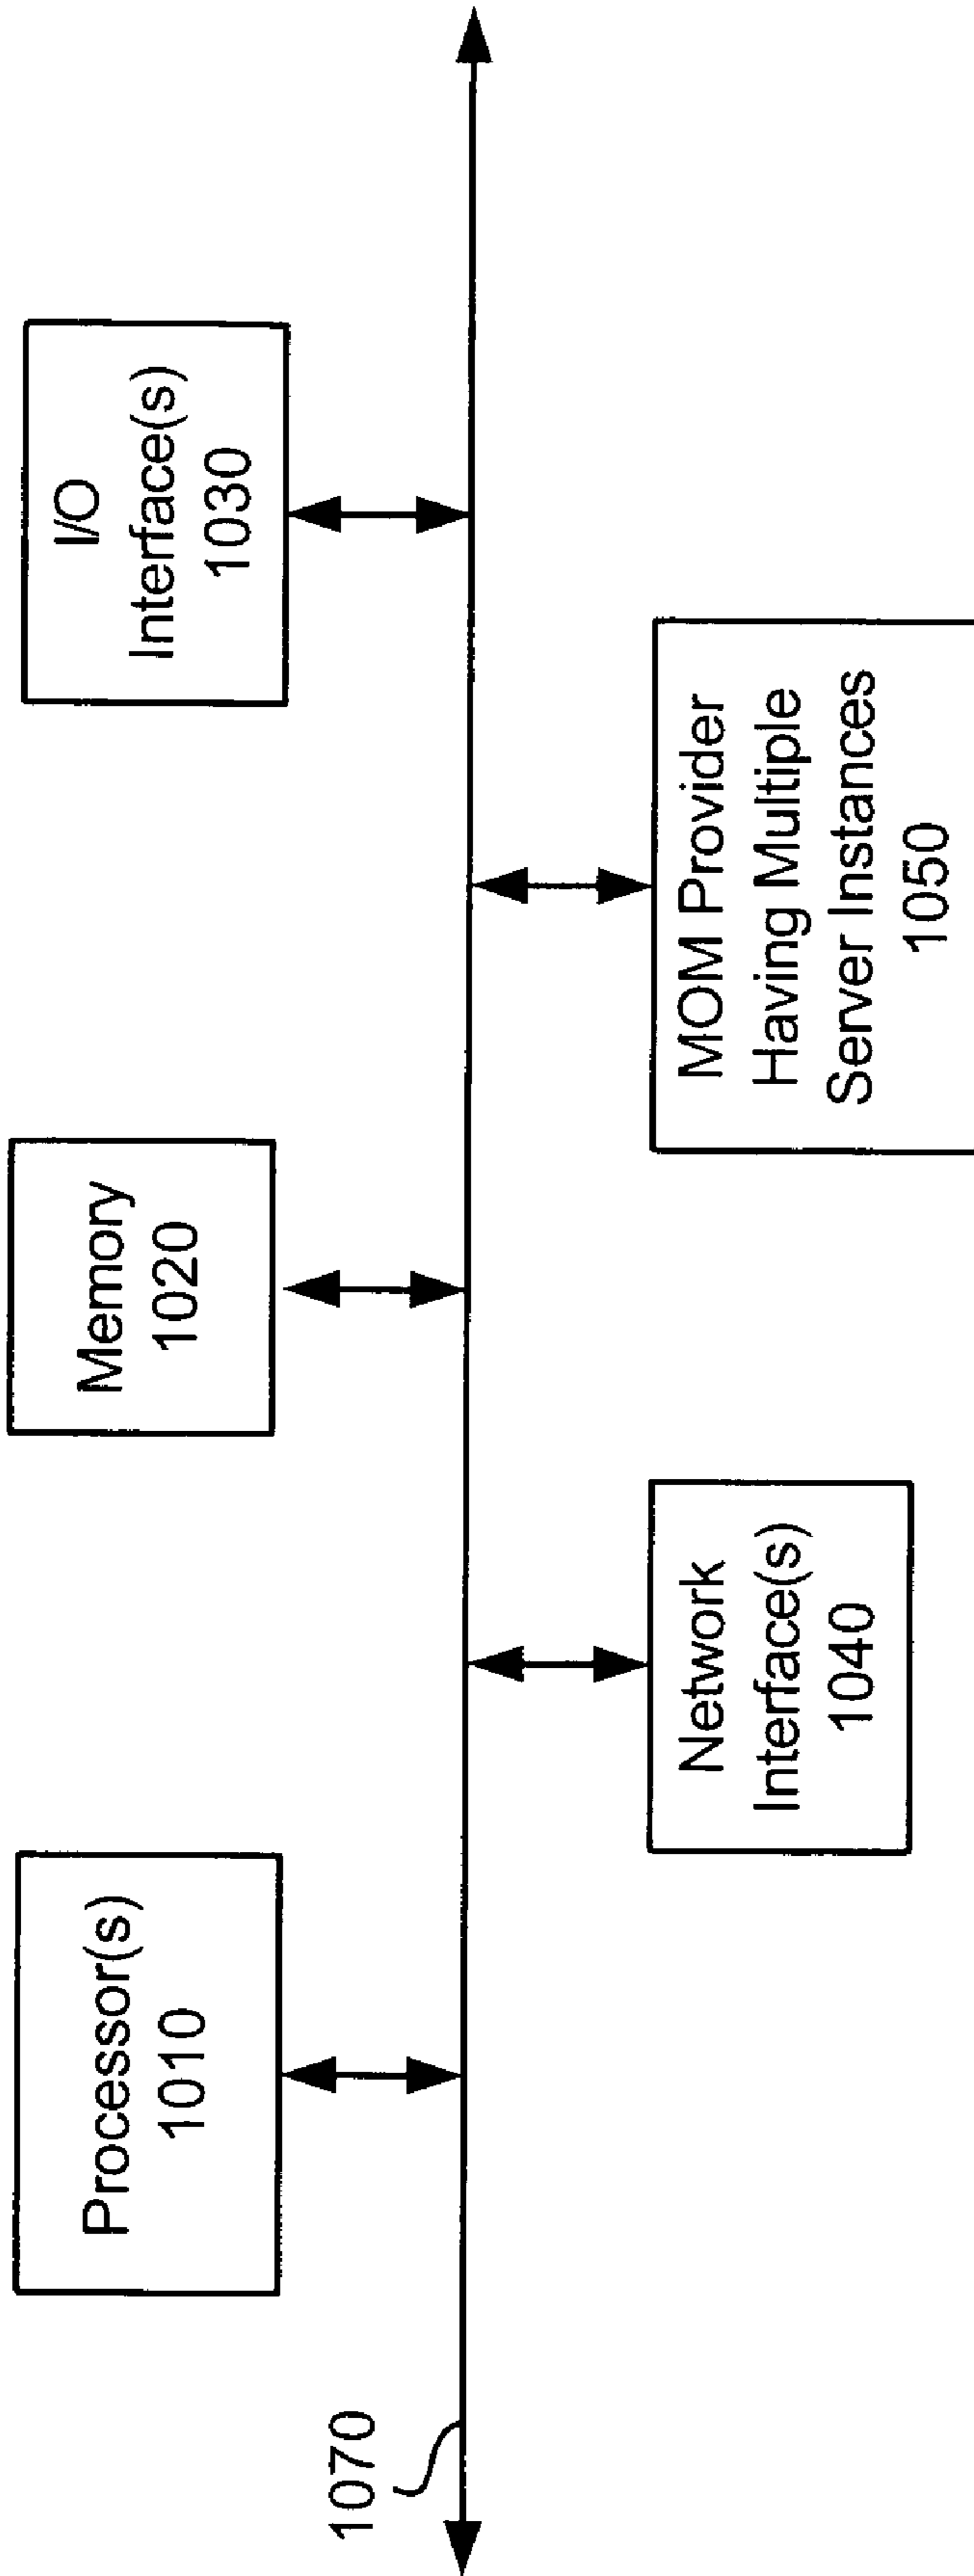 Processor(s)
1010
Memory
1020
I/O
Interface(s)
1030
1070
Network
Interface(s)
1040
MOM Provider
Having Multiple
Server Instances
1050